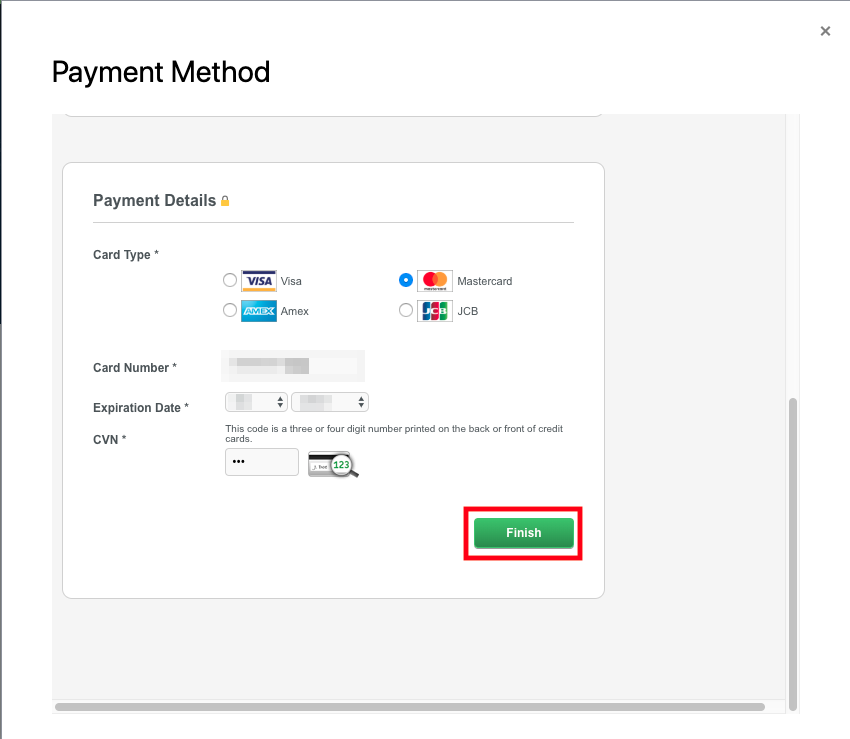 ×
Payment Method
Payment Details
Card Type *
VISA Visa
mastercard Mastercard
AMEX Amex
JCB JCB
Card Number *
Expiration Date *
This code is a three or four digit number printed on the back or front of credit
cards.
CVN *
•••
123
Finish